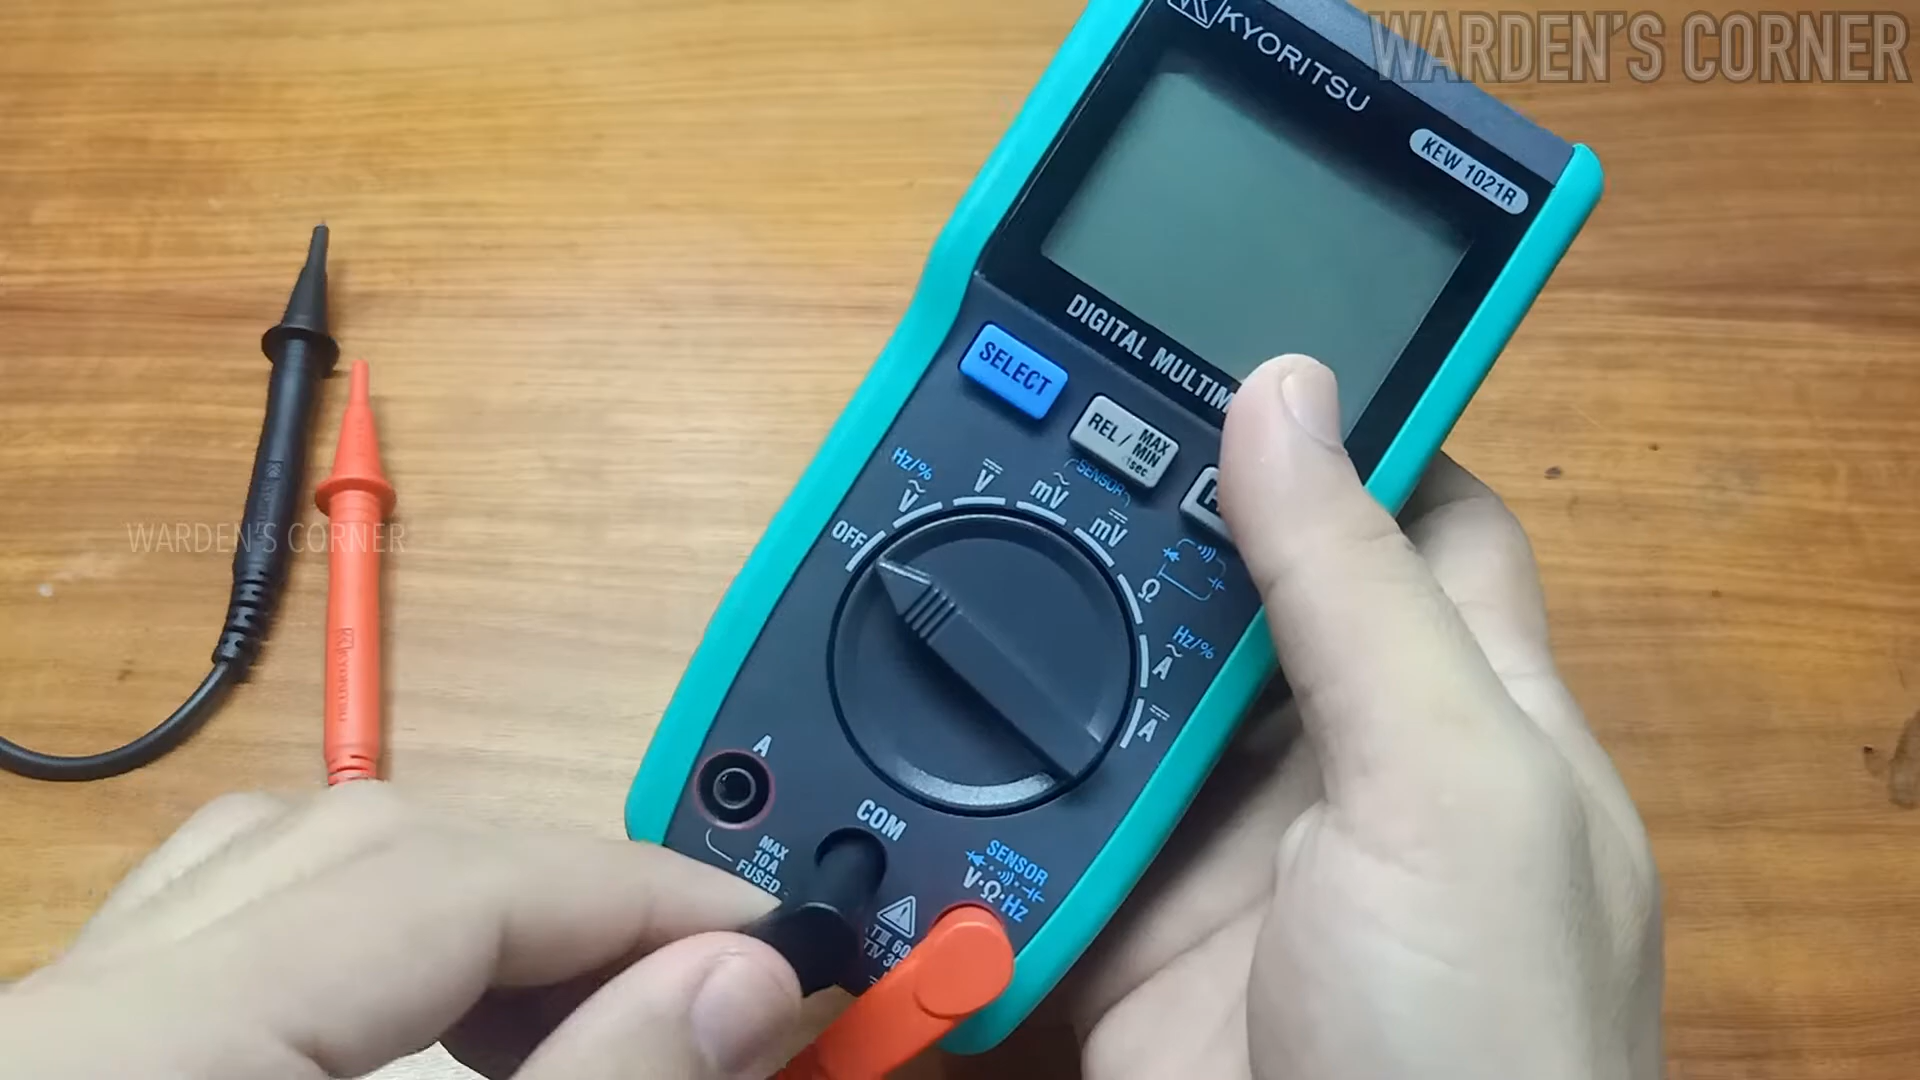 WARDEN'S CORNER
KYORITSU
KEW 1021R
DIGITAL MULTIM
SELECT
REL / MAX MIN
1sec
SENSOR
Hz/%
V
V
mV
mV
OFF
Ω
Hz/%
A
A
WARDEN'S CORNER
KYORITSU
A
COM
MAX
10A
FUSED
SENSOR
V·Ω·Hz